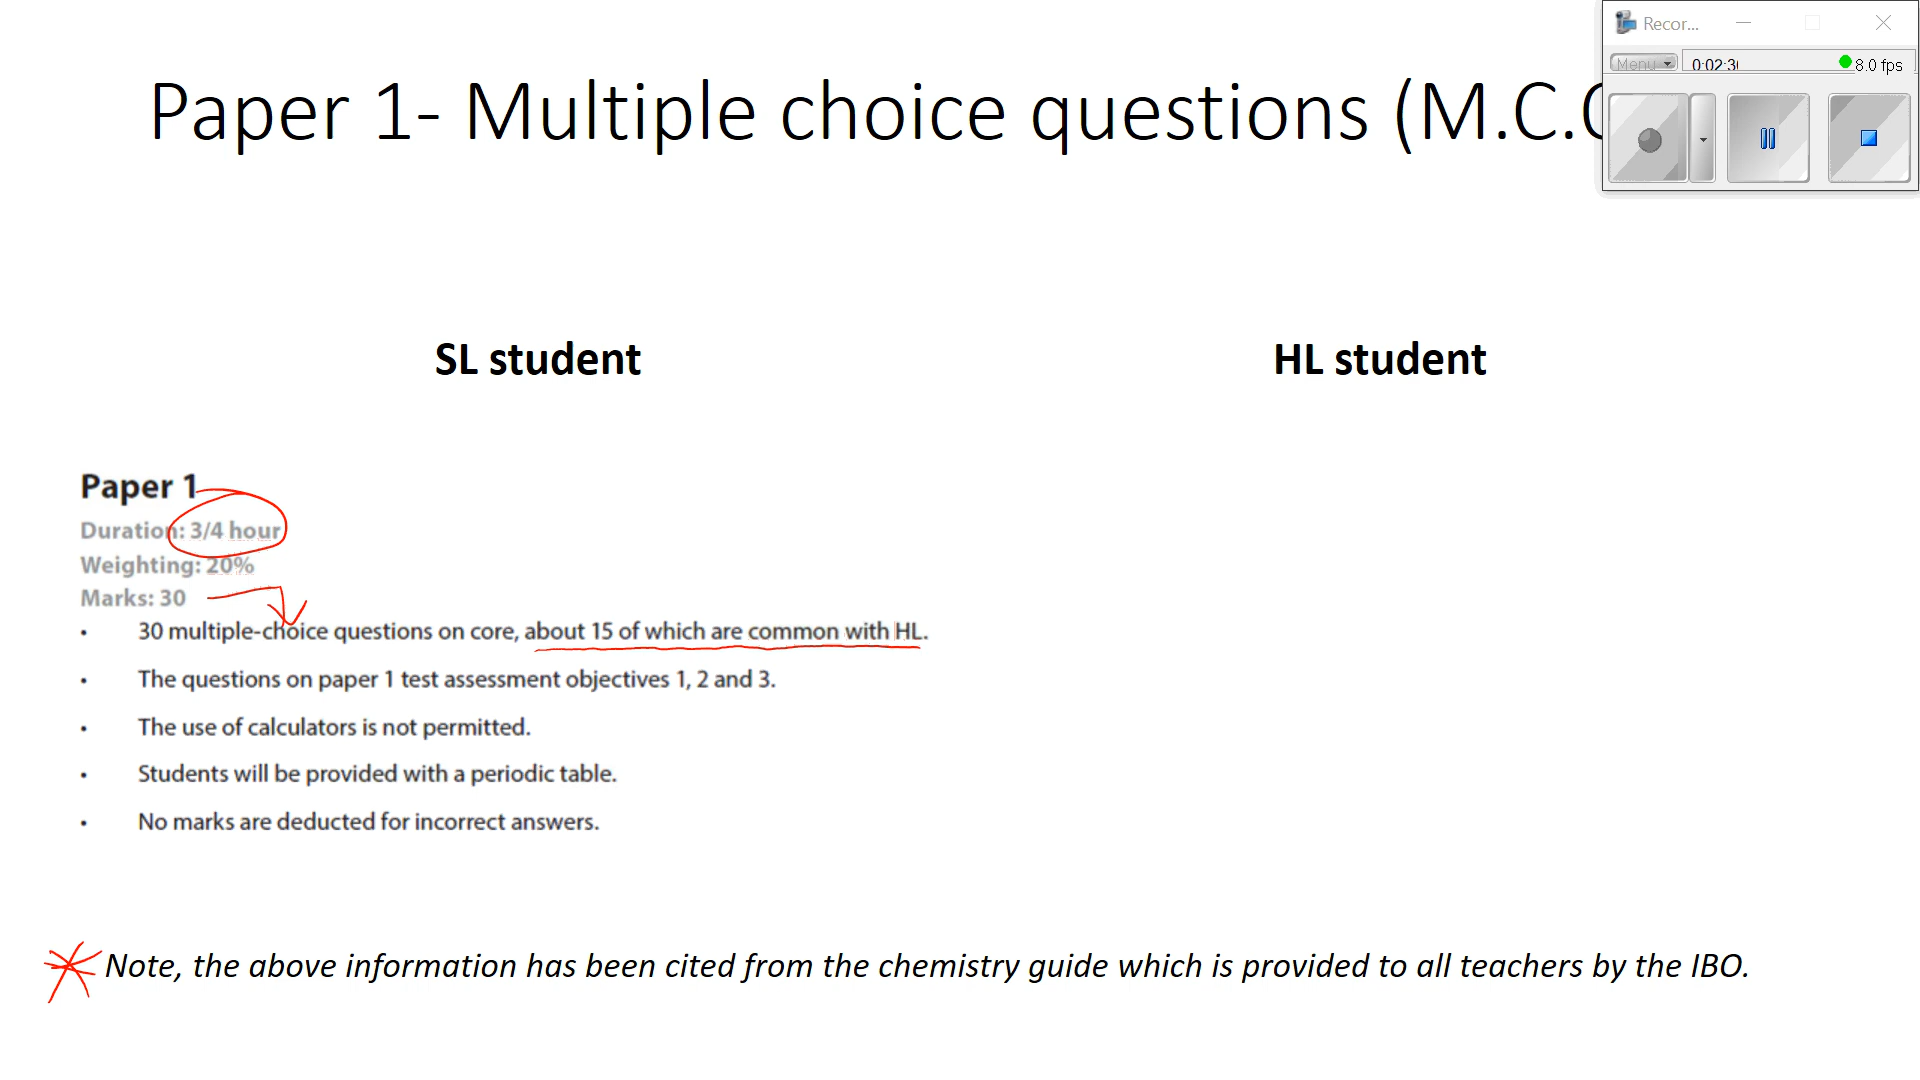 Recor...
Menu
0:02:3
8.0 fps
Paper 1- Multiple choice questions (M.C.
SL student
HL student
Paper 1
Duration: 3/4 hour
Weighting: 20%
Marks: 30
• 30 multiple-choice questions on core, about 15 of which are common with HL.
• The questions on paper 1 test assessment objectives 1, 2 and 3.
• The use of calculators is not permitted.
• Students will be provided with a periodic table.
• No marks are deducted for incorrect answers.
Note, the above information has been cited from the chemistry guide which is provided to all teachers by the IBO.